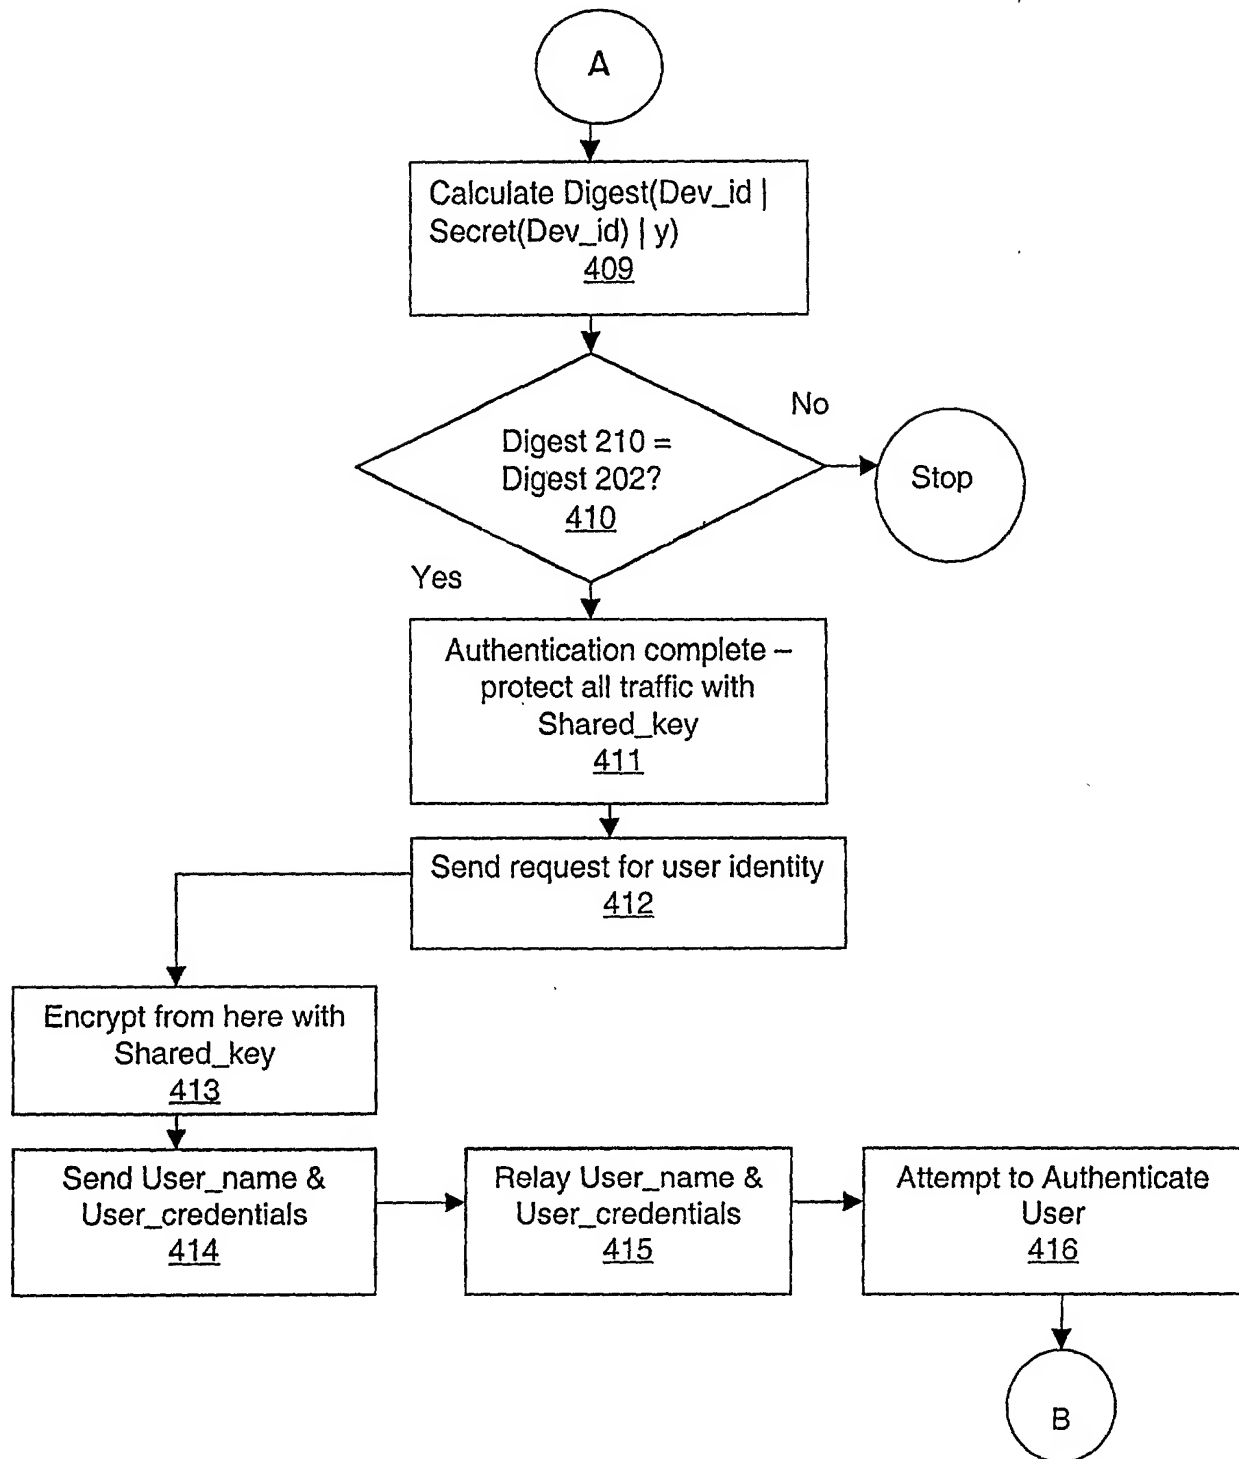 A
Calculate Digest(Dev_id |
Secret(Dev_id) | y)
409
No
Digest 210 =
Digest 202?
410
Stop
Yes
Authentication complete –
protect all traffic with
Shared_key
411
Send request for user identity
412
Encrypt from here with
Shared_key
413
Send User_name &
User_credentials
414
Relay User_name &
User_credentials
415
Attempt to Authenticate
User
416
B